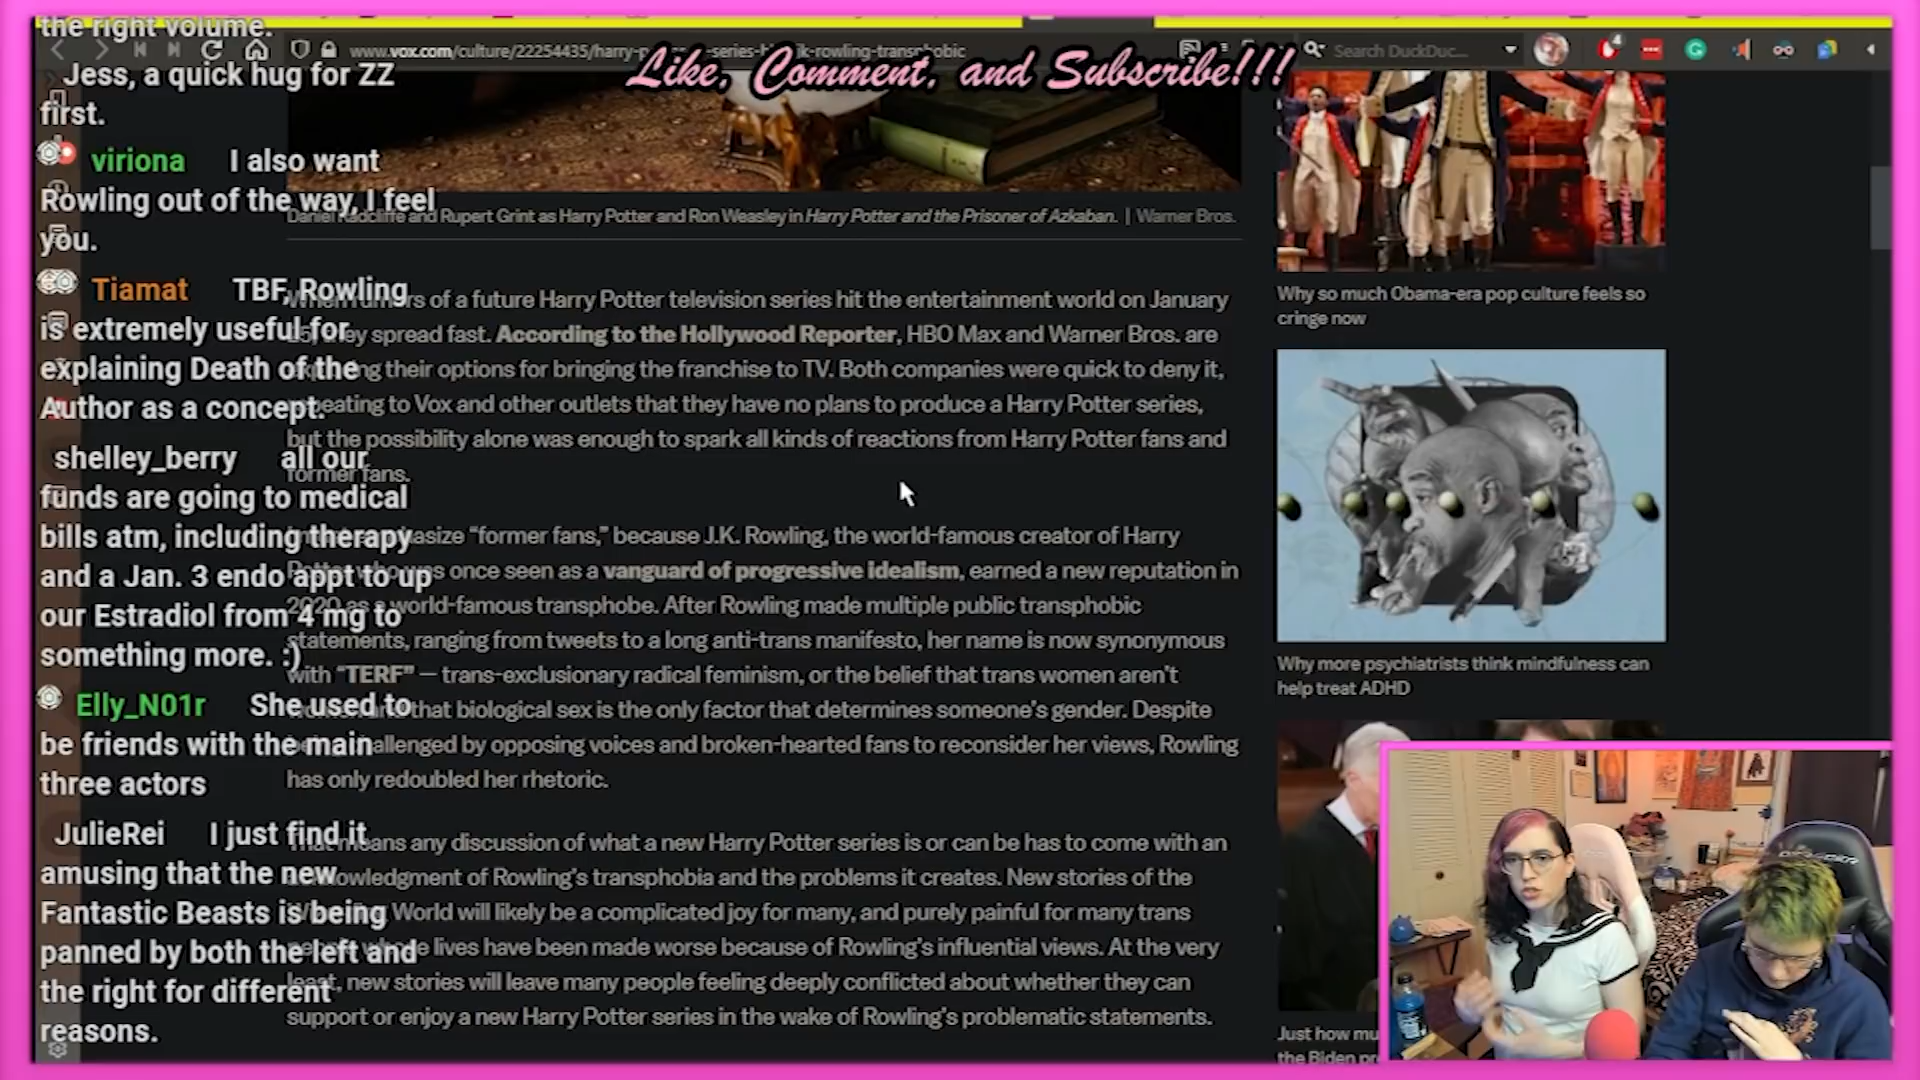 the right volume.
Jess, a quick hug for ZZ
first.
viriona I also want
Rowling out of the way, I feel
you.
Tiamat TBF, Rowling
is extremely useful for
explaining Death of the
Author as a concept.
shelley_berry all our
funds are going to medical
bills atm, including therapy
and a Jan. 3 endo appt to up
our Estradiol from 4 mg to
something more. :)
Elly_N01r She used to
be friends with the main
three actors
JulieRei I just find it
amusing that the new
Fantastic Beasts is being
panned by both the left and
the right for different
reasons.
www.vox.com/culture/22254435/harry-p
-series-h
jk-rowling-transphobic
Search DuckDuc...
4
Like, Comment, and Subscribe!!!
Daniel Radcliffe and Rupert Grint as Harry Potter and Ron Weasley in Harry Potter and the Prisoner of Azkaban. | Warner Bros.
of a future Harry Potter television series hit the entertainment world on January
they spread fast. According to the Hollywood Reporter, HBO Max and Warner Bros. are
their options for bringing the franchise to TV. Both companies were quick to deny it,
to Vox and other outlets that they have no plans to produce a Harry Potter series,
but the possibility alone was enough to spark all kinds of reactions from Harry Potter fans and
former fans.
“former fans,” because J.K. Rowling, the world-famous creator of Harry
was once seen as a vanguard of progressive idealism, earned a new reputation in
2020 as a world-famous transphobe. After Rowling made multiple public transphobic
statements, ranging from tweets to a long anti-trans manifesto, her name is now synonymous
with “TERF” — trans-exclusionary radical feminism, or the belief that trans women aren’t
that biological sex is the only factor that determines someone’s gender. Despite
challenged by opposing voices and broken-hearted fans to reconsider her views, Rowling
has only redoubled her rhetoric.
That means any discussion of what a new Harry Potter series is or can be has to come with an
acknowledgment of Rowling’s transphobia and the problems it creates. New stories of the
World will likely be a complicated joy for many, and purely painful for many trans
lives have been made worse because of Rowling’s influential views. At the very
least, new stories will leave many people feeling deeply conflicted about whether they can
support or enjoy a new Harry Potter series in the wake of Rowling’s problematic statements.
Why so much Obama-era pop culture feels so
cringe now
Why more psychiatrists think mindfulness can
help treat ADHD
Just how mu
the Biden pr